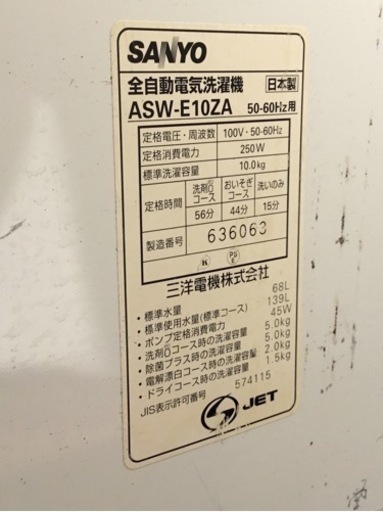 SANYO
全自動電気洗濯機 日本製
ASW-E10ZA 50-60Hz用
定格電圧・周波数 100V・50-60Hz
定格消費電力 250W
標準洗濯容量 10.0kg
定格時間 洗剤0コース おいそぎコース 洗いのみ
56分 44分 15分
製造番号 636063
K PS E
三洋電機株式会社
・標準水量 68L
・標準使用水量(標準コース) 139L
・ポンプ定格消費電力 45W
・洗剤0コース時の洗濯容量 5.0kg
・除菌プラス時の洗濯容量 5.0kg
・電解漂白コース時の洗濯容量 2.0kg
・ドライコース時の洗濯容量 1.5kg
JIS表示許可番号 574115
JET